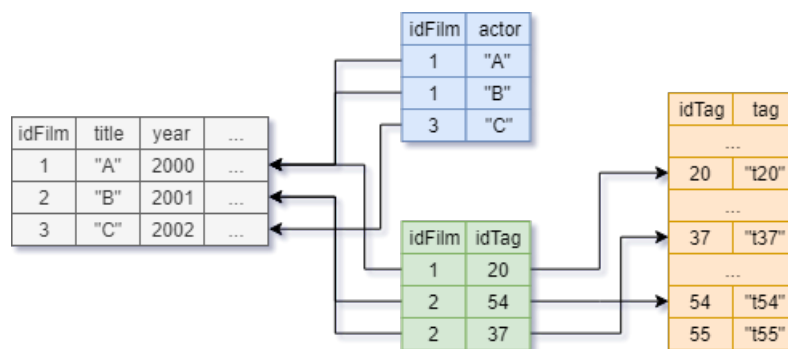 idFilm actor
1 "A"
1 "B"
3 "C"
idFilm title year ...
1 "A" 2000 ...
2 "B" 2001 ...
3 "C" 2002 ...
idFilm idTag
1 20
2 54
2 37
idTag tag
...
20 "t20"
...
37 "t37"
...
54 "t54"
55 "t55"